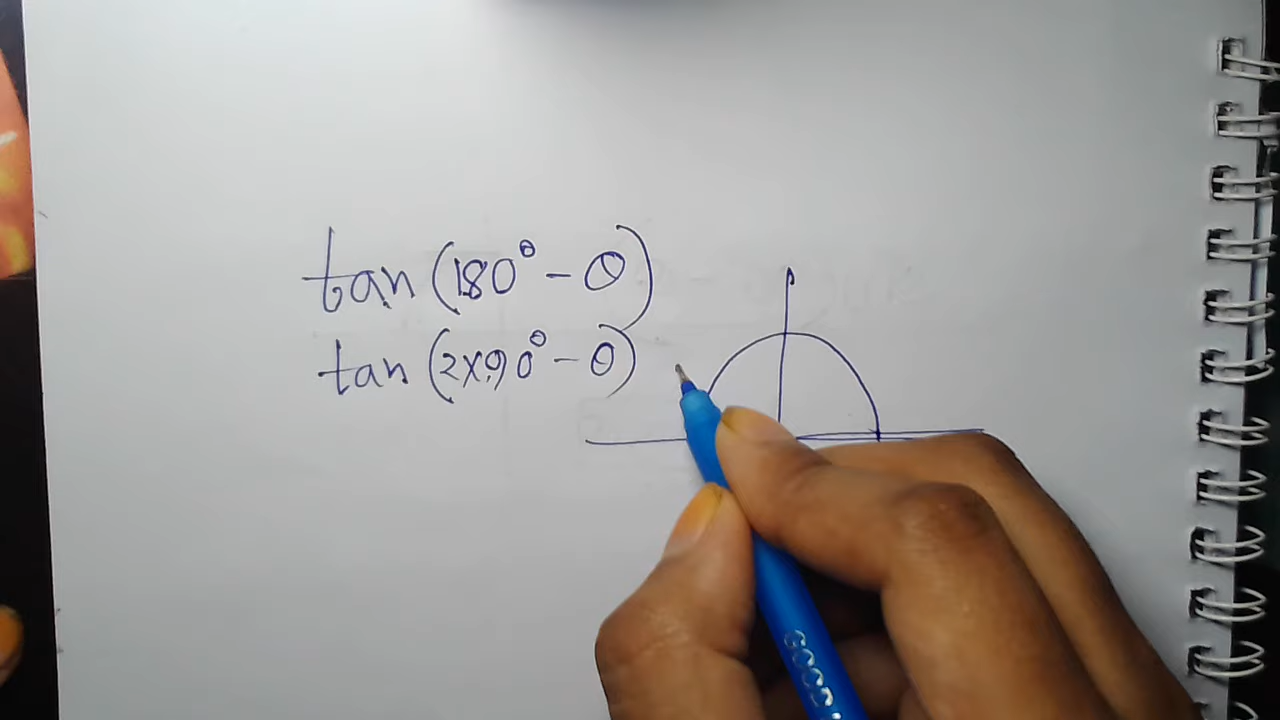 tan (180° - θ)
tan (2×90° - θ)